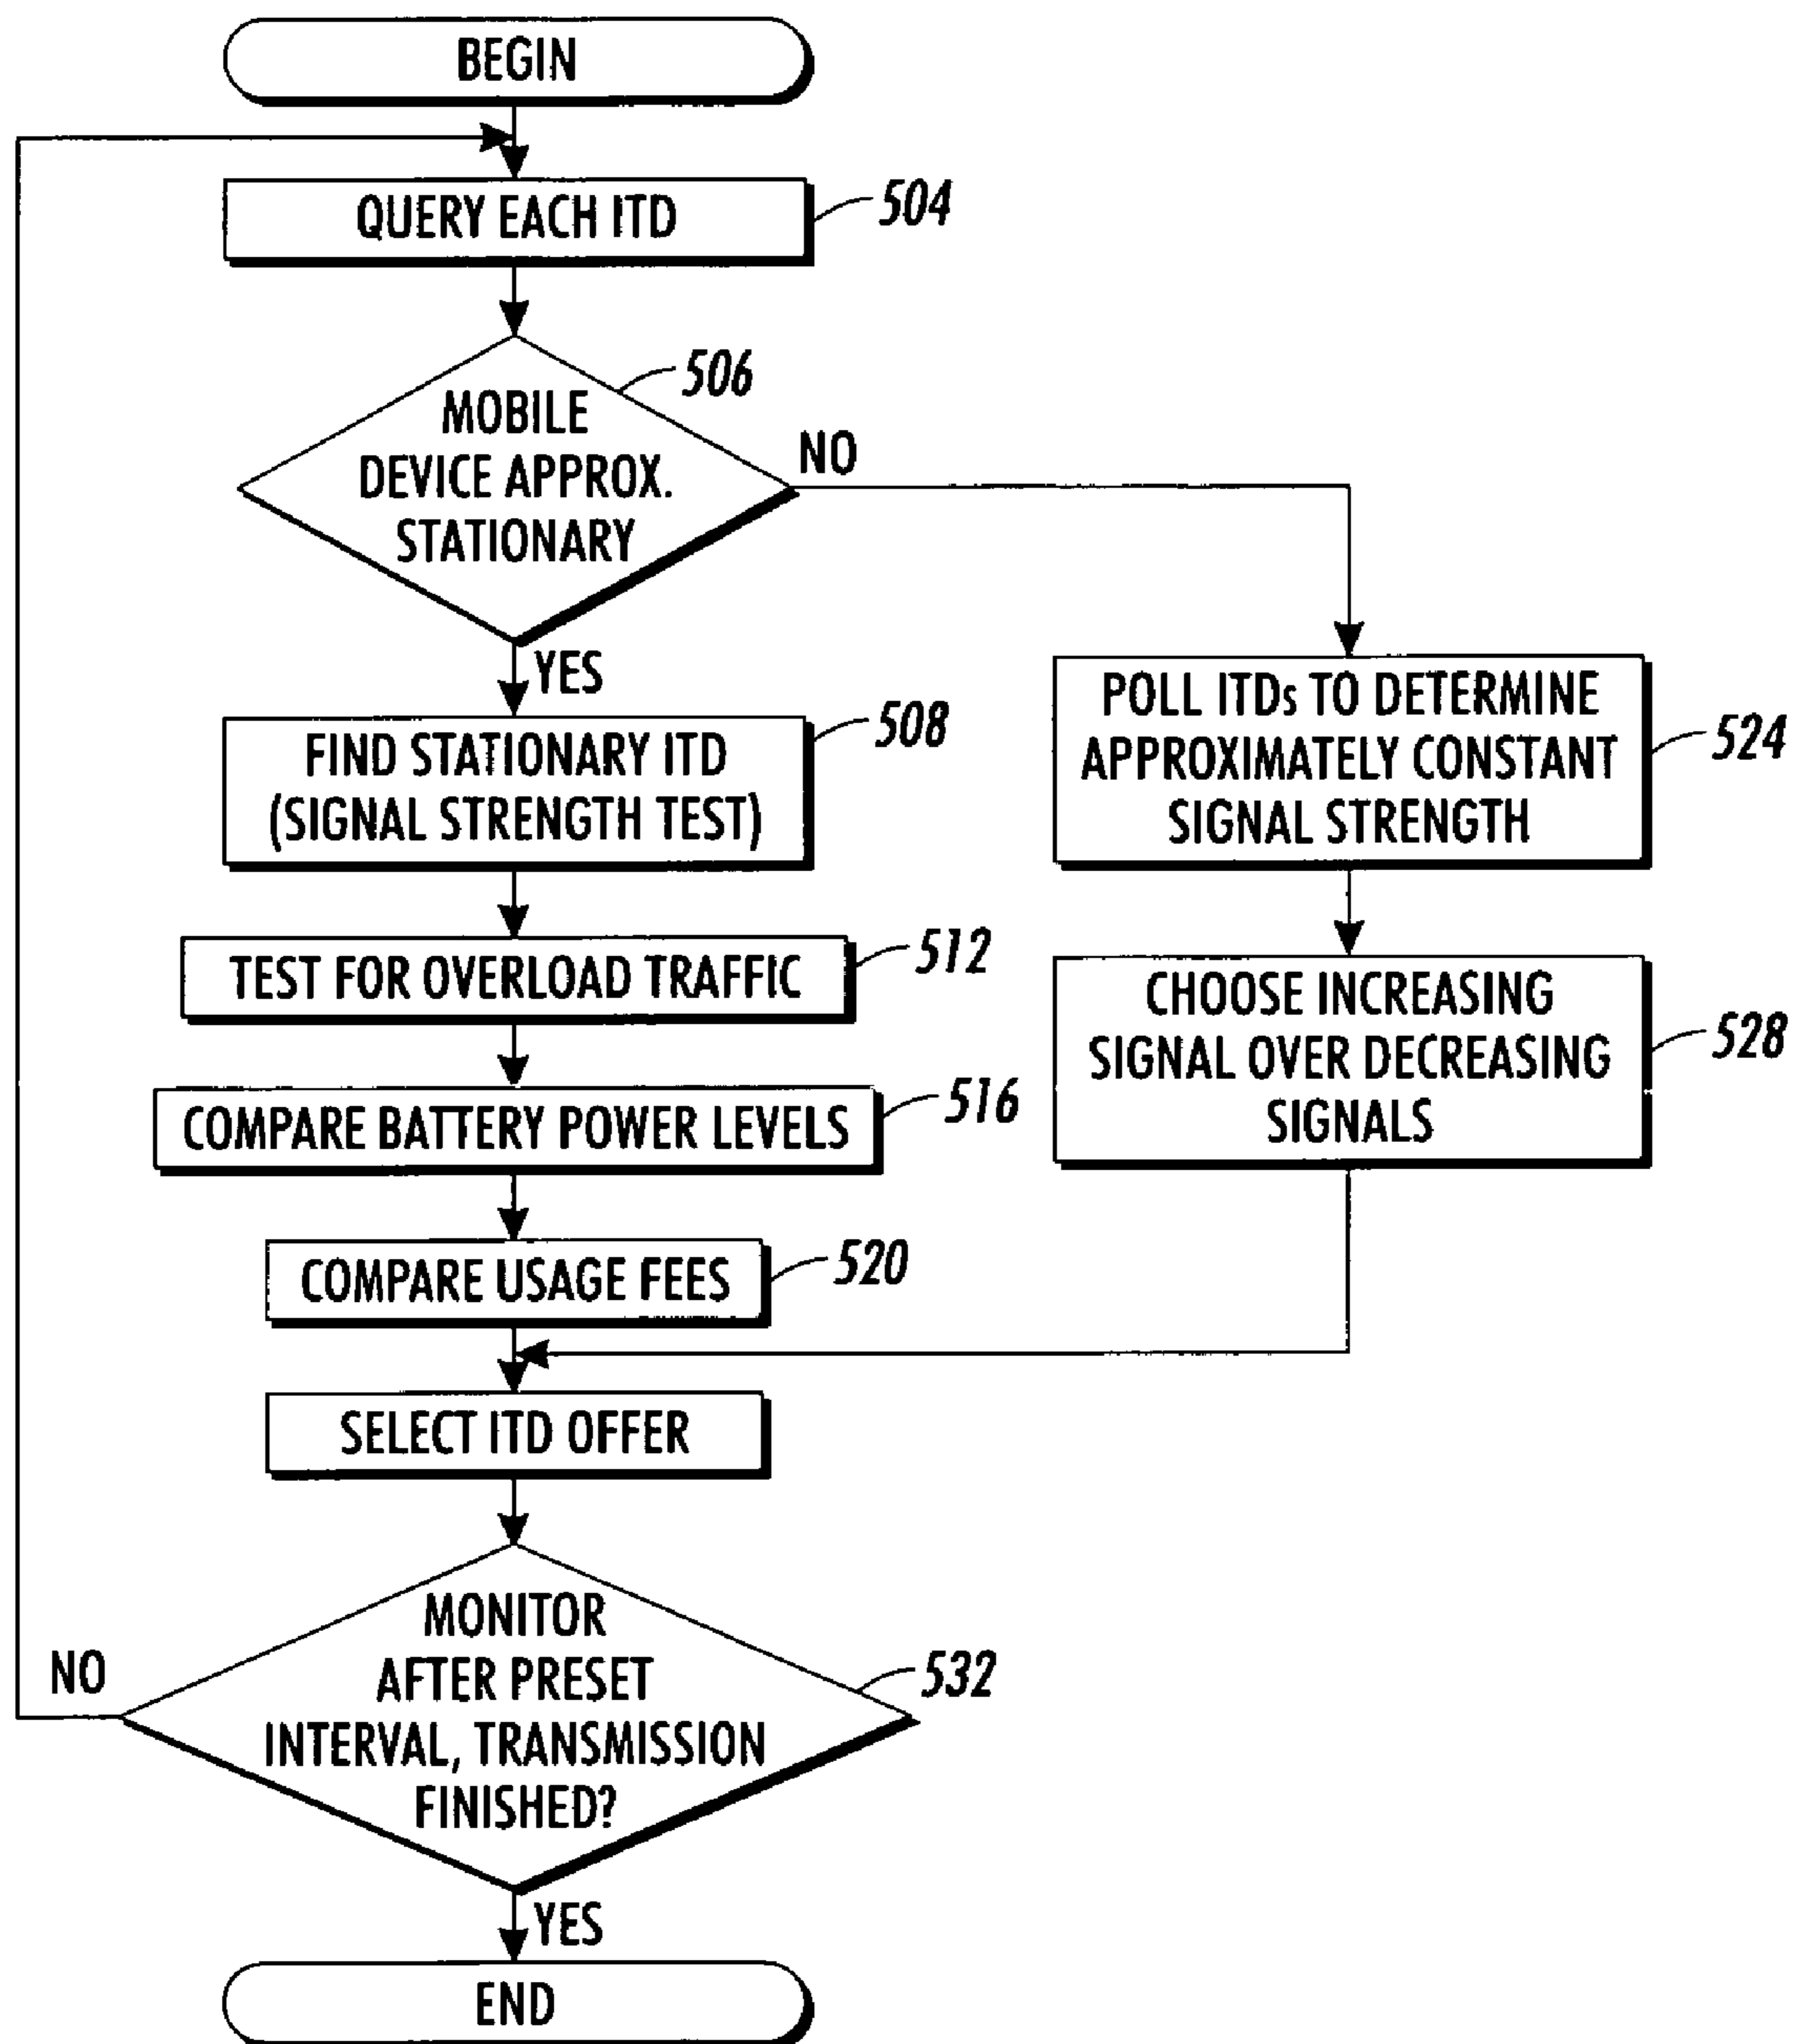 BEGIN
QUERY EACH ITD
504
MOBILE
DEVICE APPROX.
STATIONARY
506
NO
YES
FIND STATIONARY ITD
(SIGNAL STRENGTH TEST)
508
POLL ITDs TO DETERMINE
APPROXIMATELY CONSTANT
SIGNAL STRENGTH
524
TEST FOR OVERLOAD TRAFFIC
512
CHOOSE INCREASING
SIGNAL OVER DECREASING
SIGNALS
528
COMPARE BATTERY POWER LEVELS
516
COMPARE USAGE FEES
520
SELECT ITD OFFER
MONITOR
AFTER PRESET
INTERVAL, TRANSMISSION
FINISHED?
532
NO
YES
END